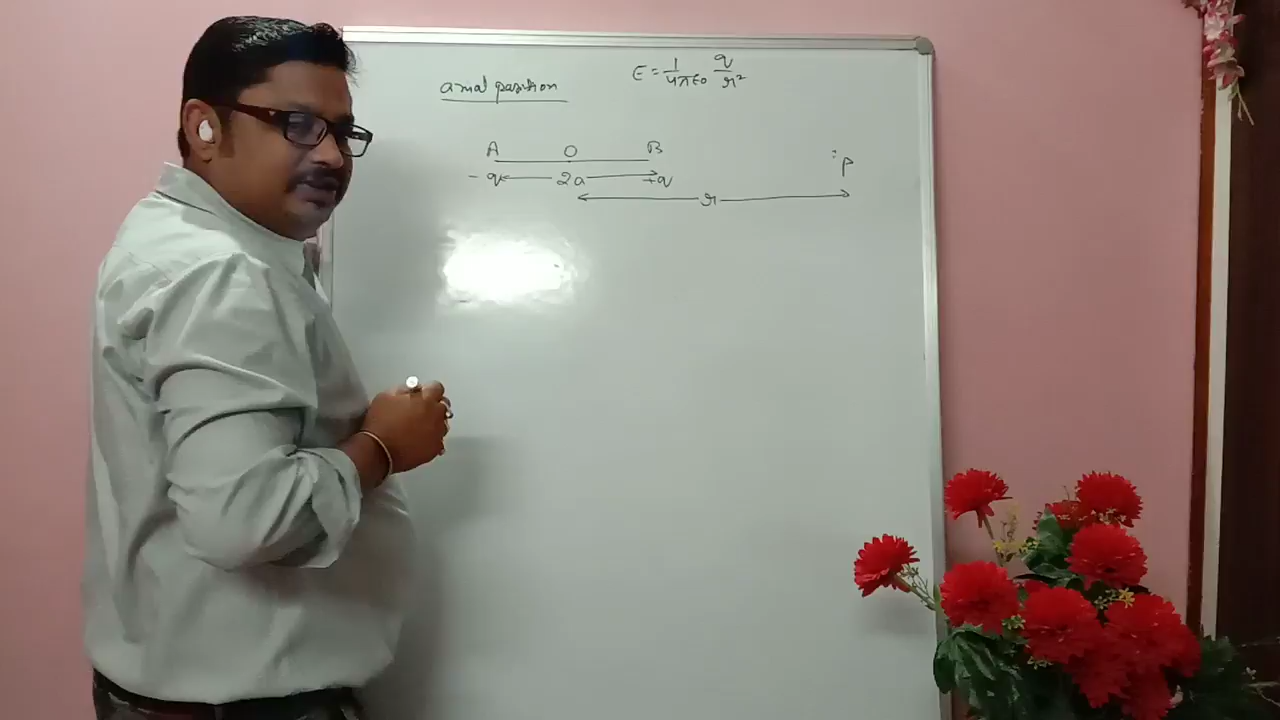 axial position
E = 1/4πϵ0 q/r²
A O B
: P
-q 2a +q
r